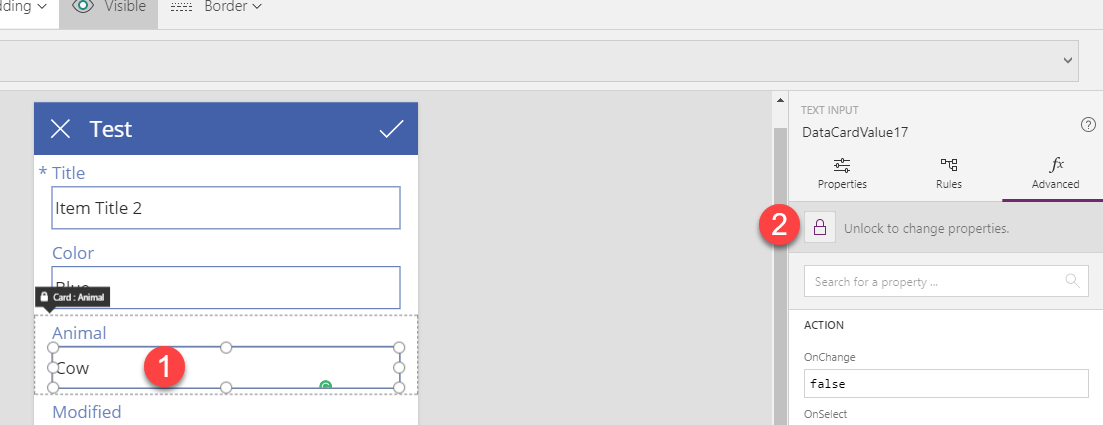 dding
Visible
Border
Test
* Title
Item Title 2
Color
Blue
Card : Animal
Animal
Cow
1
Modified
TEXT INPUT
DataCardValue17
?
Properties
Rules
fx
Advanced
2
Unlock to change properties.
Search for a property ...
ACTION
OnChange
false
OnSelect